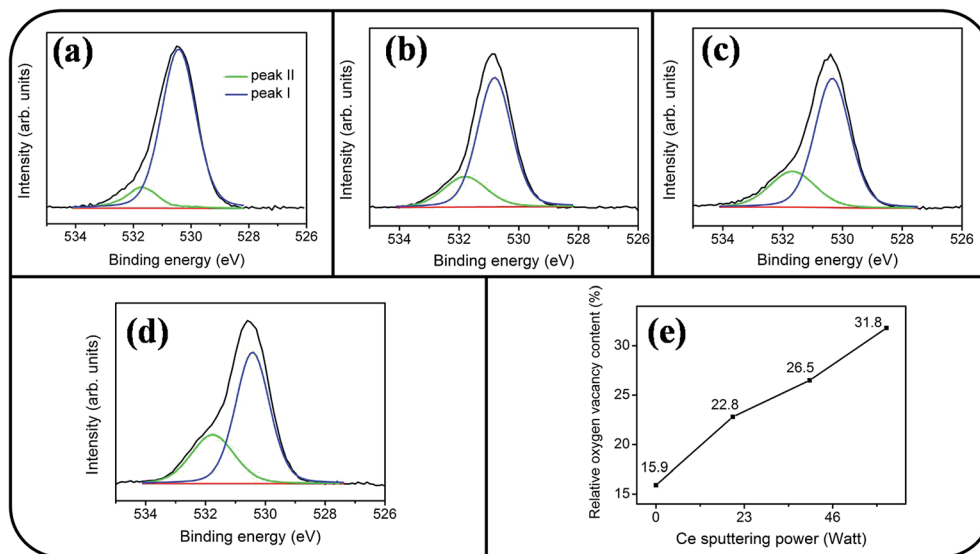 (a)
peak II
peak I
Intensity (arb. units)
534 532 530 528 526
Binding energy (eV)
(b)
Intensity (arb. units)
534 532 530 528 526
Binding energy (eV)
(c)
Intensity (arb. units)
534 532 530 528 526
Binding energy (eV)
(d)
Intensity (arb. units)
534 532 530 528 526
Binding energy (eV)
(e)
Relative oxygen vacancy content (%)
30
25
20
15
15.9
22.8
26.5
31.8
0 23 46
Ce sputtering power (Watt)